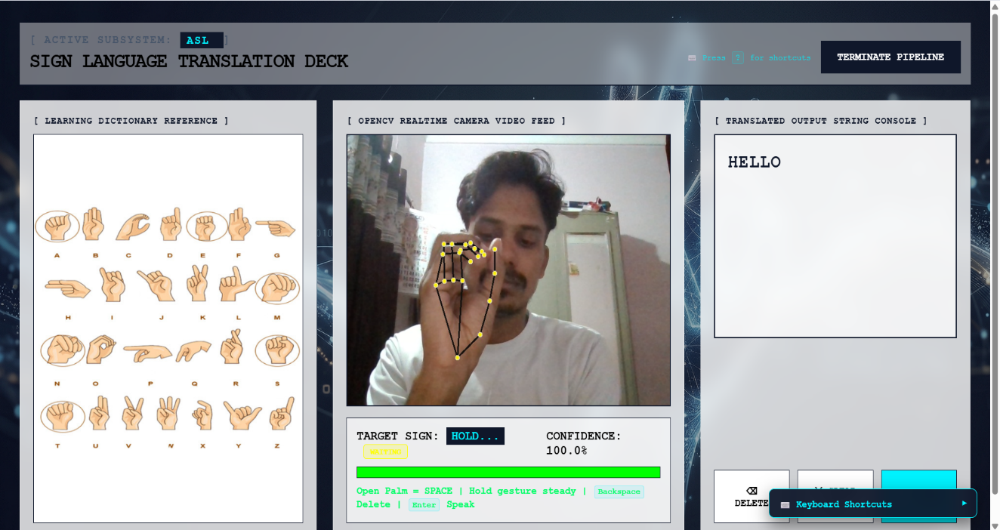 [ ACTIVE SUBSYSTEM: ASL ]
SIGN LANGUAGE TRANSLATION DECK
Press ? for shortcuts
TERMINATE PIPELINE
[ LEARNING DICTIONARY REFERENCE ]
A B C D E F G
H I J K L M
N O P Q R S
T U V W X Y Z
[ OPENCV REALTIME CAMERA VIDEO FEED ]
TARGET SIGN: HOLD...
WAITING
CONFIDENCE:
100.0%
Open Palm = SPACE | Hold gesture steady | Backspace
Delete | Enter Speak
[ TRANSLATED OUTPUT STRING CONSOLE ]
HELLO
⌫
DELETE
Keyboard Shortcuts